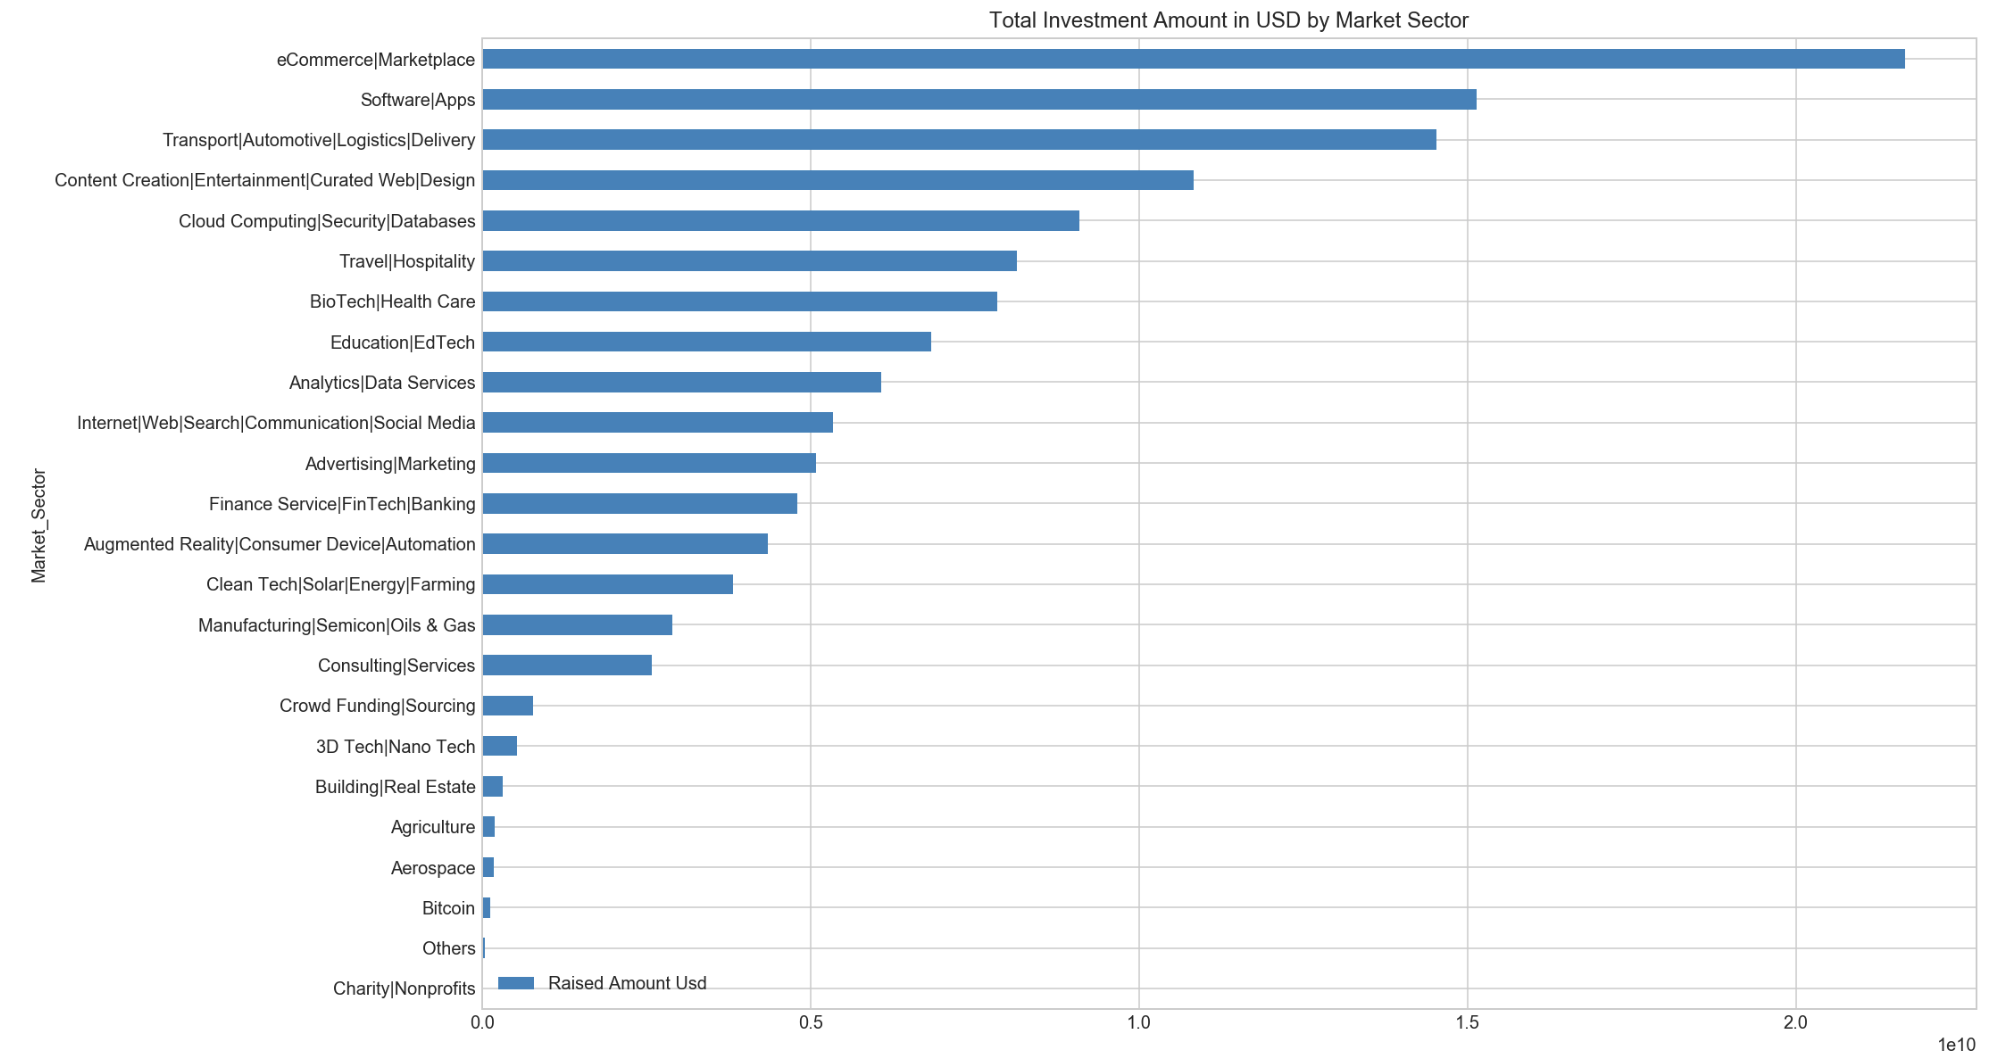 Total Investment Amount in USD by Market Sector
eCommerce|Marketplace
Software|Apps
Transport|Automotive|Logistics|Delivery
Content Creation|Entertainment|Curated Web|Design
Cloud Computing|Security|Databases
Travel|Hospitality
BioTech|Health Care
Education|EdTech
Analytics|Data Services
Internet|Web|Search|Communication|Social Media
Advertising|Marketing
Finance Service|FinTech|Banking
Augmented Reality|Consumer Device|Automation
Clean Tech|Solar|Energy|Farming
Manufacturing|Semicon|Oils & Gas
Consulting|Services
Crowd Funding|Sourcing
3D Tech|Nano Tech
Building|Real Estate
Agriculture
Aerospace
Bitcoin
Others
Charity|Nonprofits
Market_Sector
Raised Amount Usd
0.0 0.5 1.0 1.5 2.0
1e10